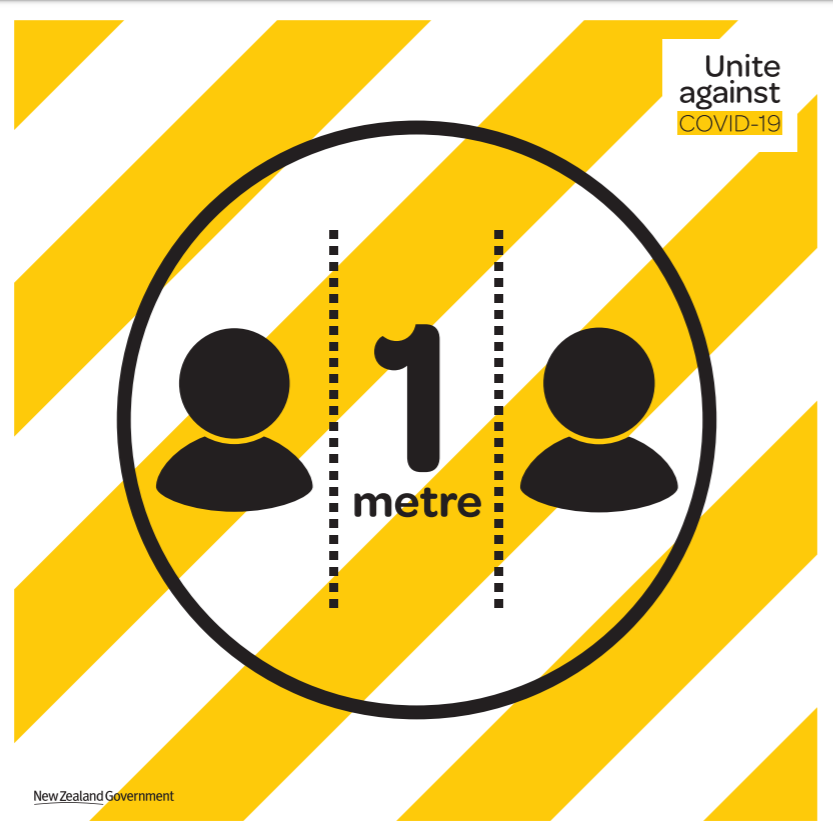 Unite
against
COVID-19
1
metre
New Zealand Government